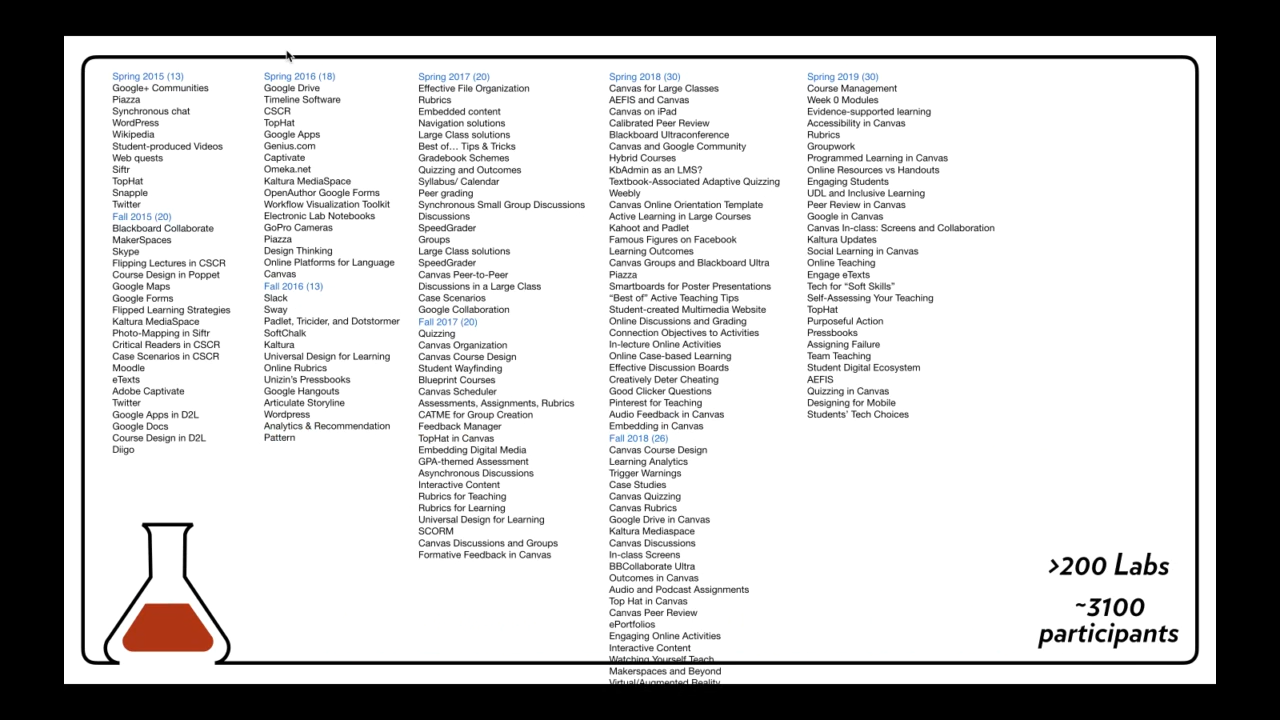 Spring 2015 (13)
Google+ Communities
Piazza
Synchronous chat
WordPress
Wikipedia
Student-produced Videos
Web quests
Siftr
TopHat
Snapple
Twitter
Fall 2015 (20)
Blackboard Collaborate
MakerSpaces
Skype
Flipping Lectures in CSCR
Course Design in Poppet
Google Maps
Google Forms
Flipped Learning Strategies
Kaltura MediaSpace
Photo-Mapping in Siftr
Critical Readers in CSCR
Case Scenarios in CSCR
Moodle
eTexts
Adobe Captivate
Twitter
Google Apps in D2L
Google Docs
Course Design in D2L
Diigo
Spring 2016 (18)
Google Drive
Timeline Software
CSCR
TopHat
Google Apps
Genius.com
Captivate
Omeka.net
Kaltura MediaSpace
OpenAuthor Google Forms
Workflow Visualization Toolkit
Electronic Lab Notebooks
GoPro Cameras
Piazza
Design Thinking
Online Platforms for Language
Canvas
Fall 2016 (13)
Slack
Sway
Padlet, Tricider, and Dotstormer
SoftChalk
Kaltura
Universal Design for Learning
Online Rubrics
Unizin's Pressbooks
Google Hangouts
Articulate Storyline
Wordpress
Analytics & Recommendation
Pattern
Spring 2017 (20)
Effective File Organization
Rubrics
Embedded content
Navigation solutions
Large Class solutions
Best of… Tips & Tricks
Gradebook Schemes
Quizzing and Outcomes
Syllabus/ Calendar
Peer grading
Synchronous Small Group Discussions
Discussions
SpeedGrader
Groups
Large Class solutions
SpeedGrader
Canvas Peer-to-Peer
Discussions in a Large Class
Case Scenarios
Google Collaboration
Fall 2017 (20)
Quizzing
Canvas Organization
Canvas Course Design
Student Wayfinding
Blueprint Courses
Canvas Scheduler
Assessments, Assignments, Rubrics
CATME for Group Creation
Feedback Manager
TopHat in Canvas
Embedding Digital Media
GPA-themed Assessment
Asynchronous Discussions
Interactive Content
Rubrics for Teaching
Rubrics for Learning
Universal Design for Learning
SCORM
Canvas Discussions and Groups
Formative Feedback in Canvas
Spring 2018 (30)
Canvas for Large Classes
AEFIS and Canvas
Canvas on iPad
Calibrated Peer Review
Blackboard Ultraconference
Canvas and Google Community
Hybrid Courses
KbAdmin as an LMS?
Textbook-Associated Adaptive Quizzing
Weebly
Canvas Online Orientation Template
Active Learning in Large Courses
Kahoot and Padlet
Famous Figures on Facebook
Learning Outcomes
Canvas Groups and Blackboard Ultra
Piazza
Smartboards for Poster Presentations
“Best of” Active Teaching Tips
Student-created Multimedia Website
Online Discussions and Grading
Connection Objectives to Activities
In-lecture Online Activities
Online Case-based Learning
Effective Discussion Boards
Creatively Deter Cheating
Good Clicker Questions
Pinterest for Teaching
Audio Feedback in Canvas
Embedding in Canvas
Fall 2018 (26)
Canvas Course Design
Learning Analytics
Trigger Warnings
Case Studies
Canvas Quizzing
Canvas Rubrics
Google Drive in Canvas
Kaltura Mediaspace
Canvas Discussions
In-class Screens
BBCollaborate Ultra
Outcomes in Canvas
Audio and Podcast Assignments
Top Hat in Canvas
Canvas Peer Review
ePortfolios
Engaging Online Activities
Interactive Content
Watching Yourself Teach
Makerspaces and Beyond
Virtual/Augmented Reality
Spring 2019 (30)
Course Management
Week 0 Modules
Evidence-supported learning
Accessibility in Canvas
Rubrics
Groupwork
Programmed Learning in Canvas
Online Resources vs Handouts
Engaging Students
UDL and Inclusive Learning
Peer Review in Canvas
Google in Canvas
Canvas In-class: Screens and Collaboration
Kaltura Updates
Social Learning in Canvas
Online Teaching
Engage eTexts
Tech for “Soft Skills”
Self-Assessing Your Teaching
TopHat
Purposeful Action
Pressbooks
Assigning Failure
Team Teaching
Student Digital Ecosystem
AEFIS
Quizzing in Canvas
Designing for Mobile
Students’ Tech Choices
>200 Labs
~3100
participants